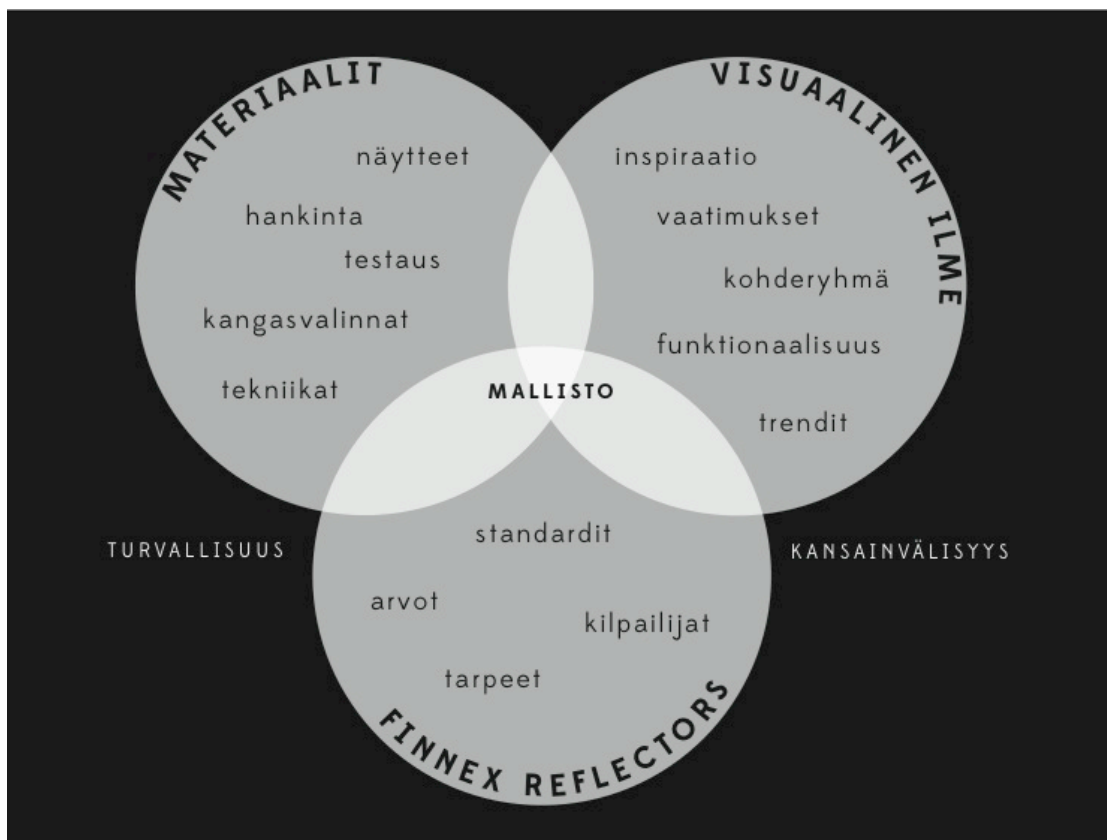 MATERIAALIT
näytteet
hankinta
testaus
kangasvalinnat
tekniikat
VISUAALINEN ILME
inspiraatio
vaatimukset
kohderyhmä
funktionaalisuus
trendit
MALLISTO
TURVALLISUUS
KANSAINVÄLISYYS
standardit
arvot
kilpailijat
tarpeet
FINNEX REFLECTORS